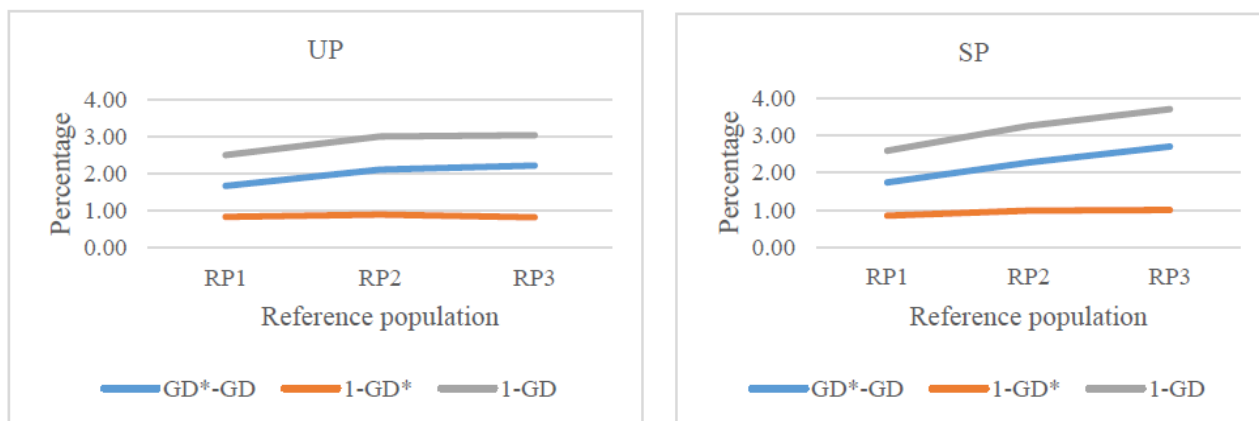 UP
4.00
3.00
2.00
1.00
0.00
Percentage
RP1 RP2 RP3
Reference population
GD*-GD 1-GD* 1-GD
SP
4.00
3.00
2.00
1.00
0.00
Percentage
RP1 RP2 RP3
Reference population
GD*-GD 1-GD* 1-GD